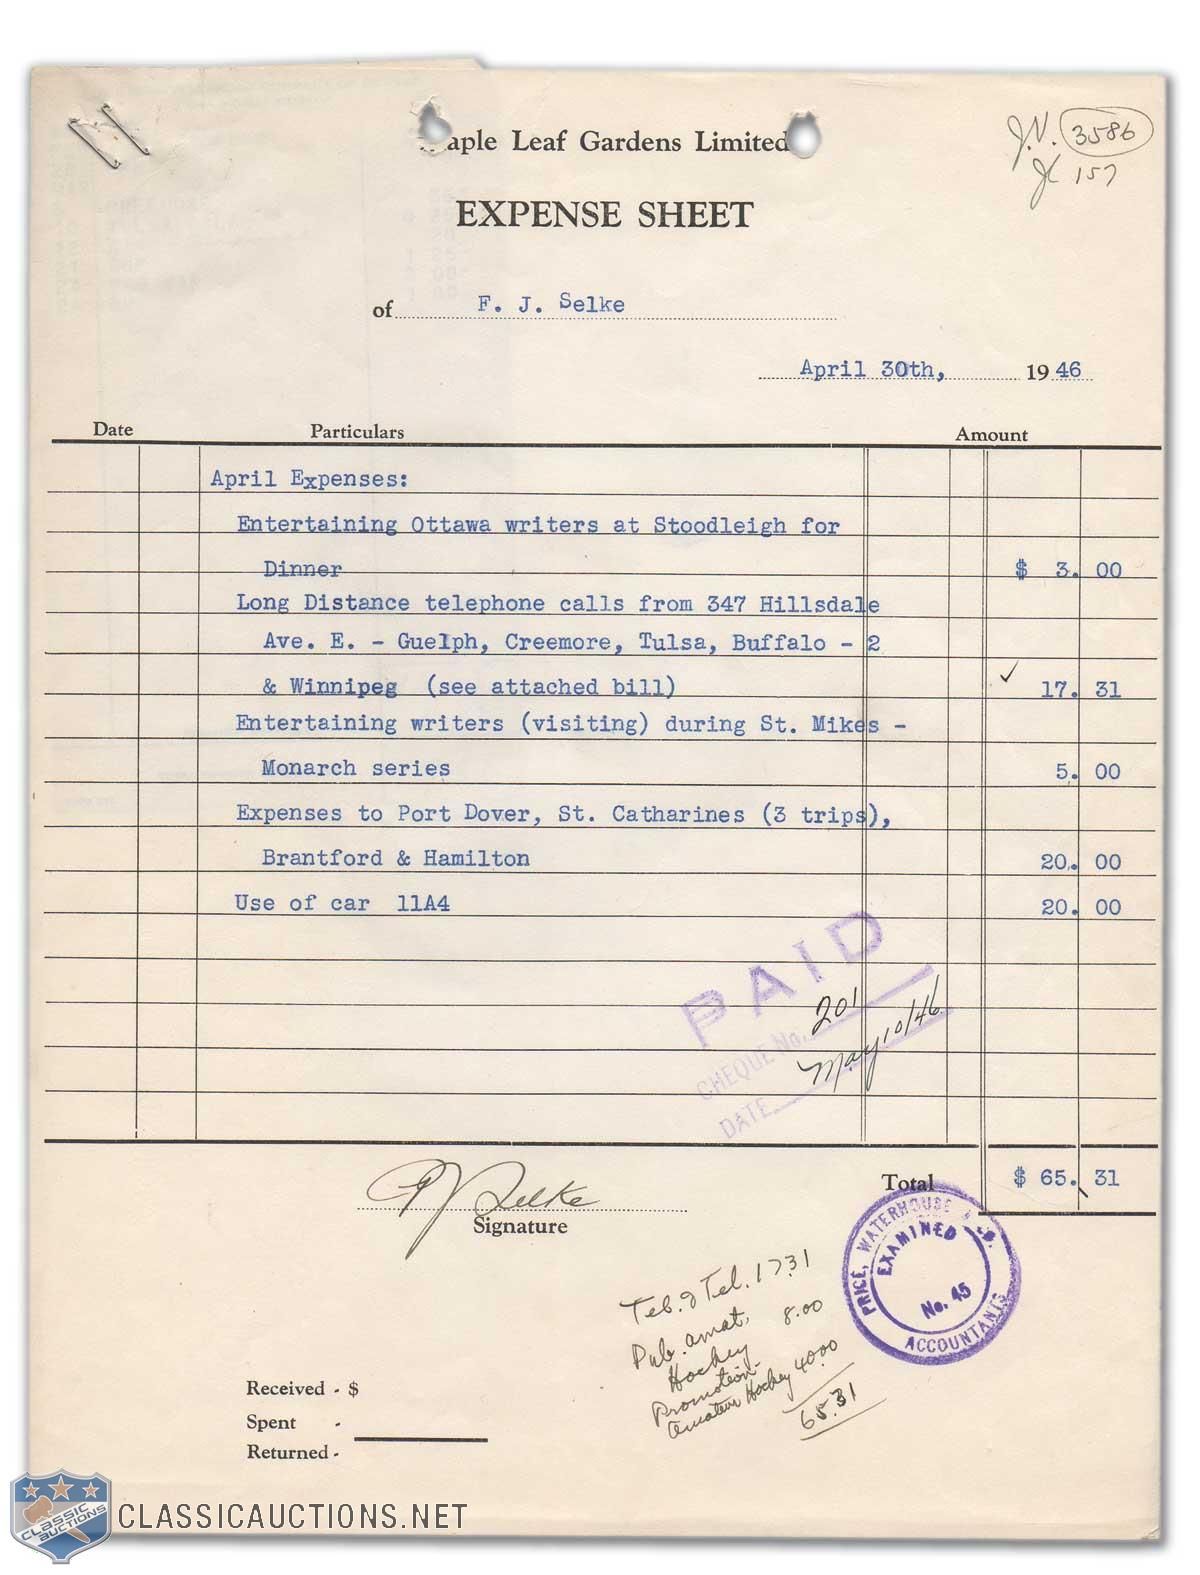 aple Leaf Gardens Limited
J.V. 3586
157
EXPENSE SHEET
of F. J. Selke
April 30th, 1946
Date Particulars Amount
April Expenses:
Entertaining Ottawa writers at Stoodleigh for
Dinner $ 3. 00
Long Distance telephone calls from 347 Hillsdale
Ave. E. - Guelph, Creemore, Tulsa, Buffalo - 2
& Winnipeg (see attached bill) ✓ 17. 31
Entertaining writers (visiting) during St. Mikes -
Monarch series 5. 00
Expenses to Port Dover, St. Catharines (3 trips),
Brantford & Hamilton 20. 00
Use of car 11A4 20. 00
PAID
CHEQUE No. 201
DATE May 10/46
Total $ 65. 31
F J Selke
Signature
PRICE, WATERHOUSE & CO.
EXAMINED
No. 45
ACCOUNTANTS
Tel. 17.31
Pub. amat. 8.00
Hockey
Promotion-
amateur Hockey 40.00
65.31
Received - $
Spent -
Returned -
CLASSIC AUCTIONS
CLASSICAUCTIONS.NET